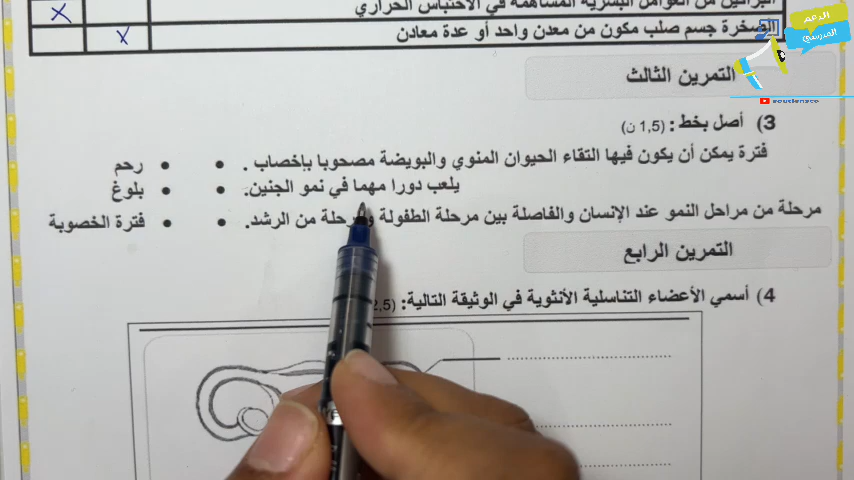 البراكين من العوامل البشرية المساهمة في الاحتباس الحراري x
الصخرة جسم صلب مكون من معدن واحد أو عدة معادن x
الدعم
المدرسي
التمرين الثالث
3) أصل بخط : (1,5 ن)
فترة يمكن أن يكون فيها التقاء الحيوان المنوي والبويضة مصحوبا بإخصاب . • • رحم
يلعب دورا مهما في نمو الجنين. • • بلوغ
مرحلة من مراحل النمو عند الإنسان والفاصلة بين مرحلة الطفولة ومرحلة من الرشد. • • فترة الخصوبة
التمرين الرابع
4) أسمي الأعضاء التناسلية الأنثوية في الوثيقة التالية: (2,5